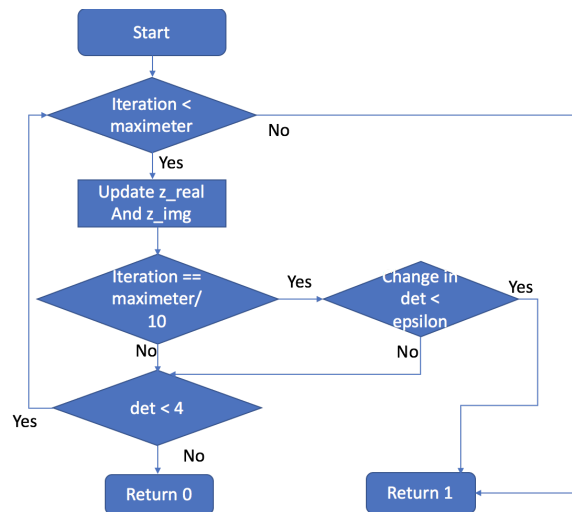 Start
Iteration <
maximeter
No
Yes
Update z_real
And z_img
Iteration ==
maximeter/
10
Yes
Change in
det <
epsilon
Yes
No
No
det < 4
Yes
No
Return 0
Return 1